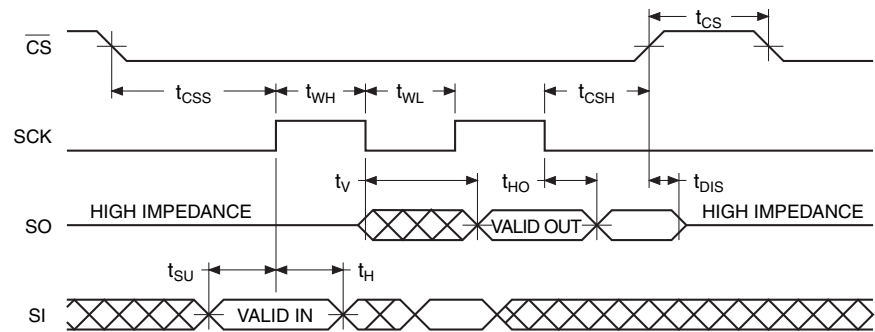 t_CS
CS
t_CSS t_WH t_WL t_CSH
SCK
t_V t_HO t_DIS
HIGH IMPEDANCE HIGH IMPEDANCE
SO VALID OUT
t_SU t_H
SI VALID IN